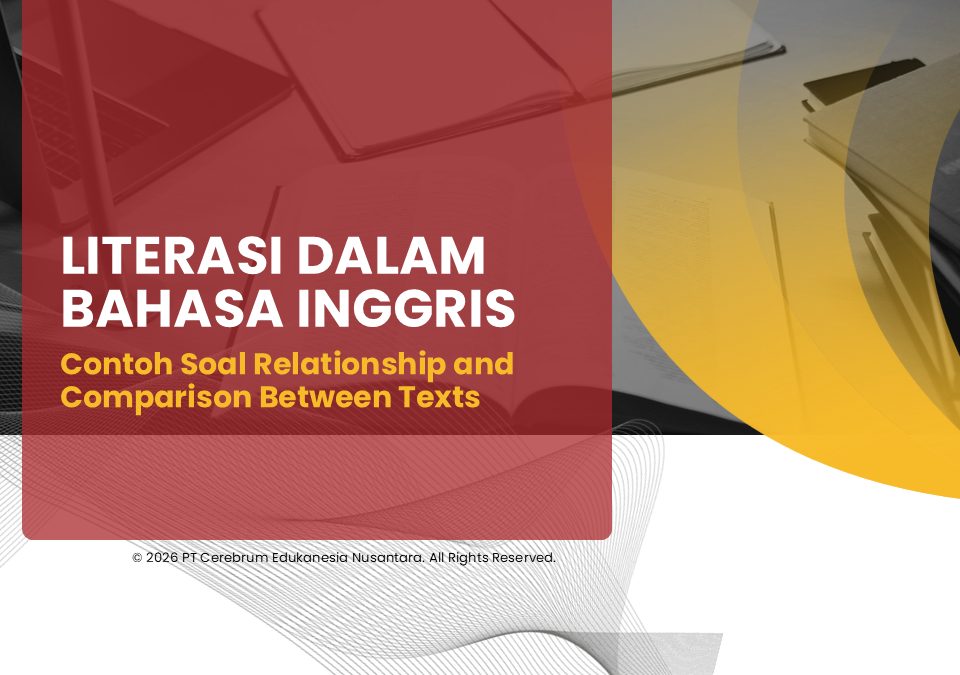 LITERASI DALAM
BAHASA INGGRIS
Contoh Soal Relationship and
Comparison Between Texts
© 2026 PT Cerebrum Edukanesia Nusantara. All Rights Reserved.